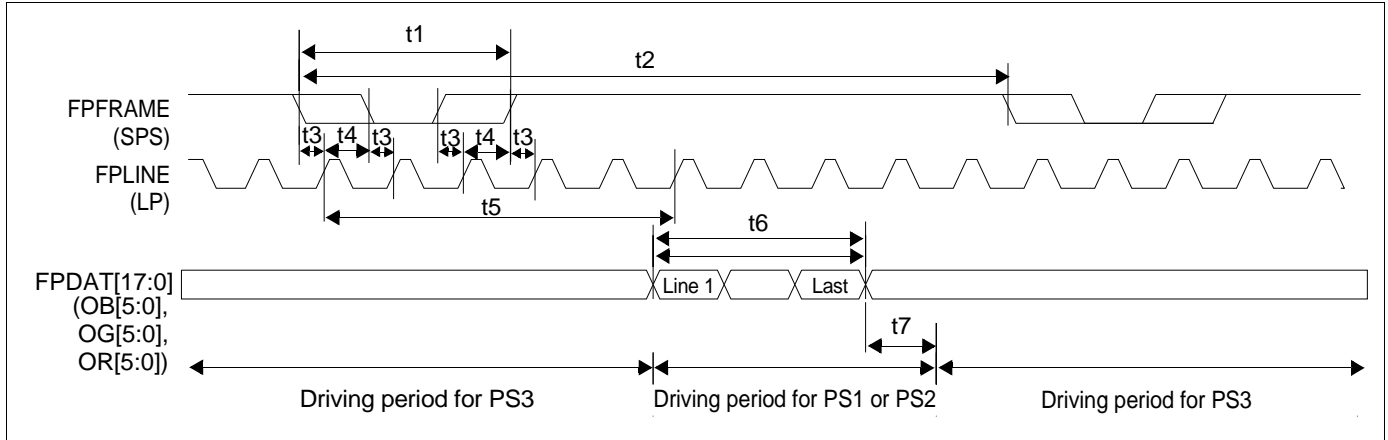 t1
t2
FPFRAME
(SPS)
t3 t4 t3 t3 t4 t3
FPLINE
(LP)
t5
t6
FPDAT[17:0] Line 1 Last
(OB[5:0],
OG[5:0],
OR[5:0])
t7
Driving period for PS3 Driving period for PS1 or PS2 Driving period for PS3